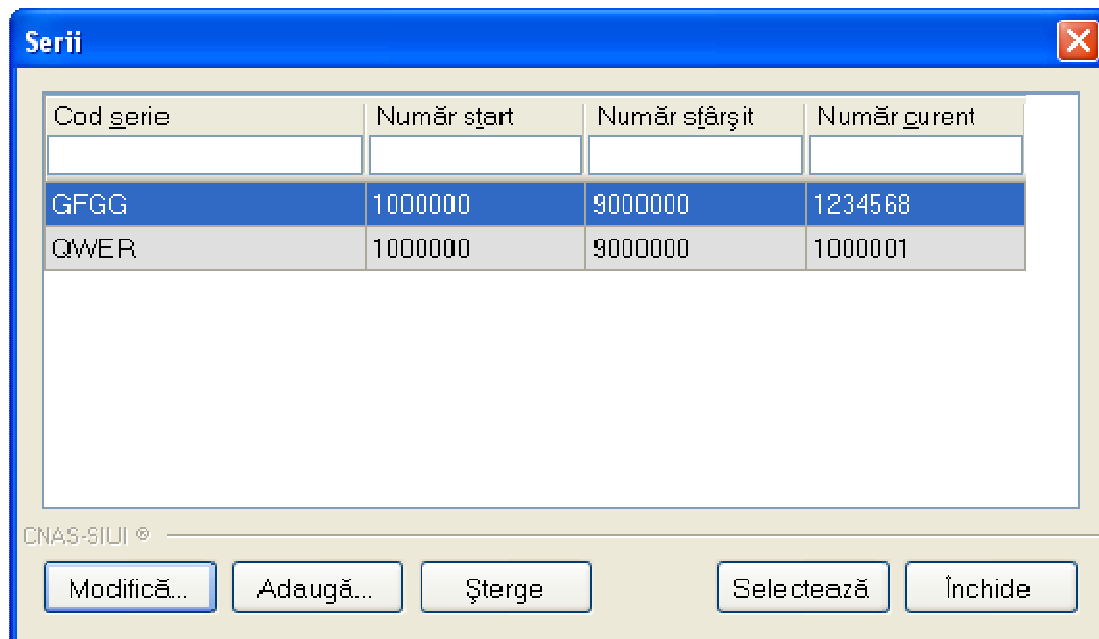 Serii
Cod serie Număr start Număr sfârşit Număr curent
GFGG 1000000 9000000 1234568
QWER 1000000 9000000 1000001
CNAS-SIUI ®
Modifică... Adaugă... Şterge Selectează Închide